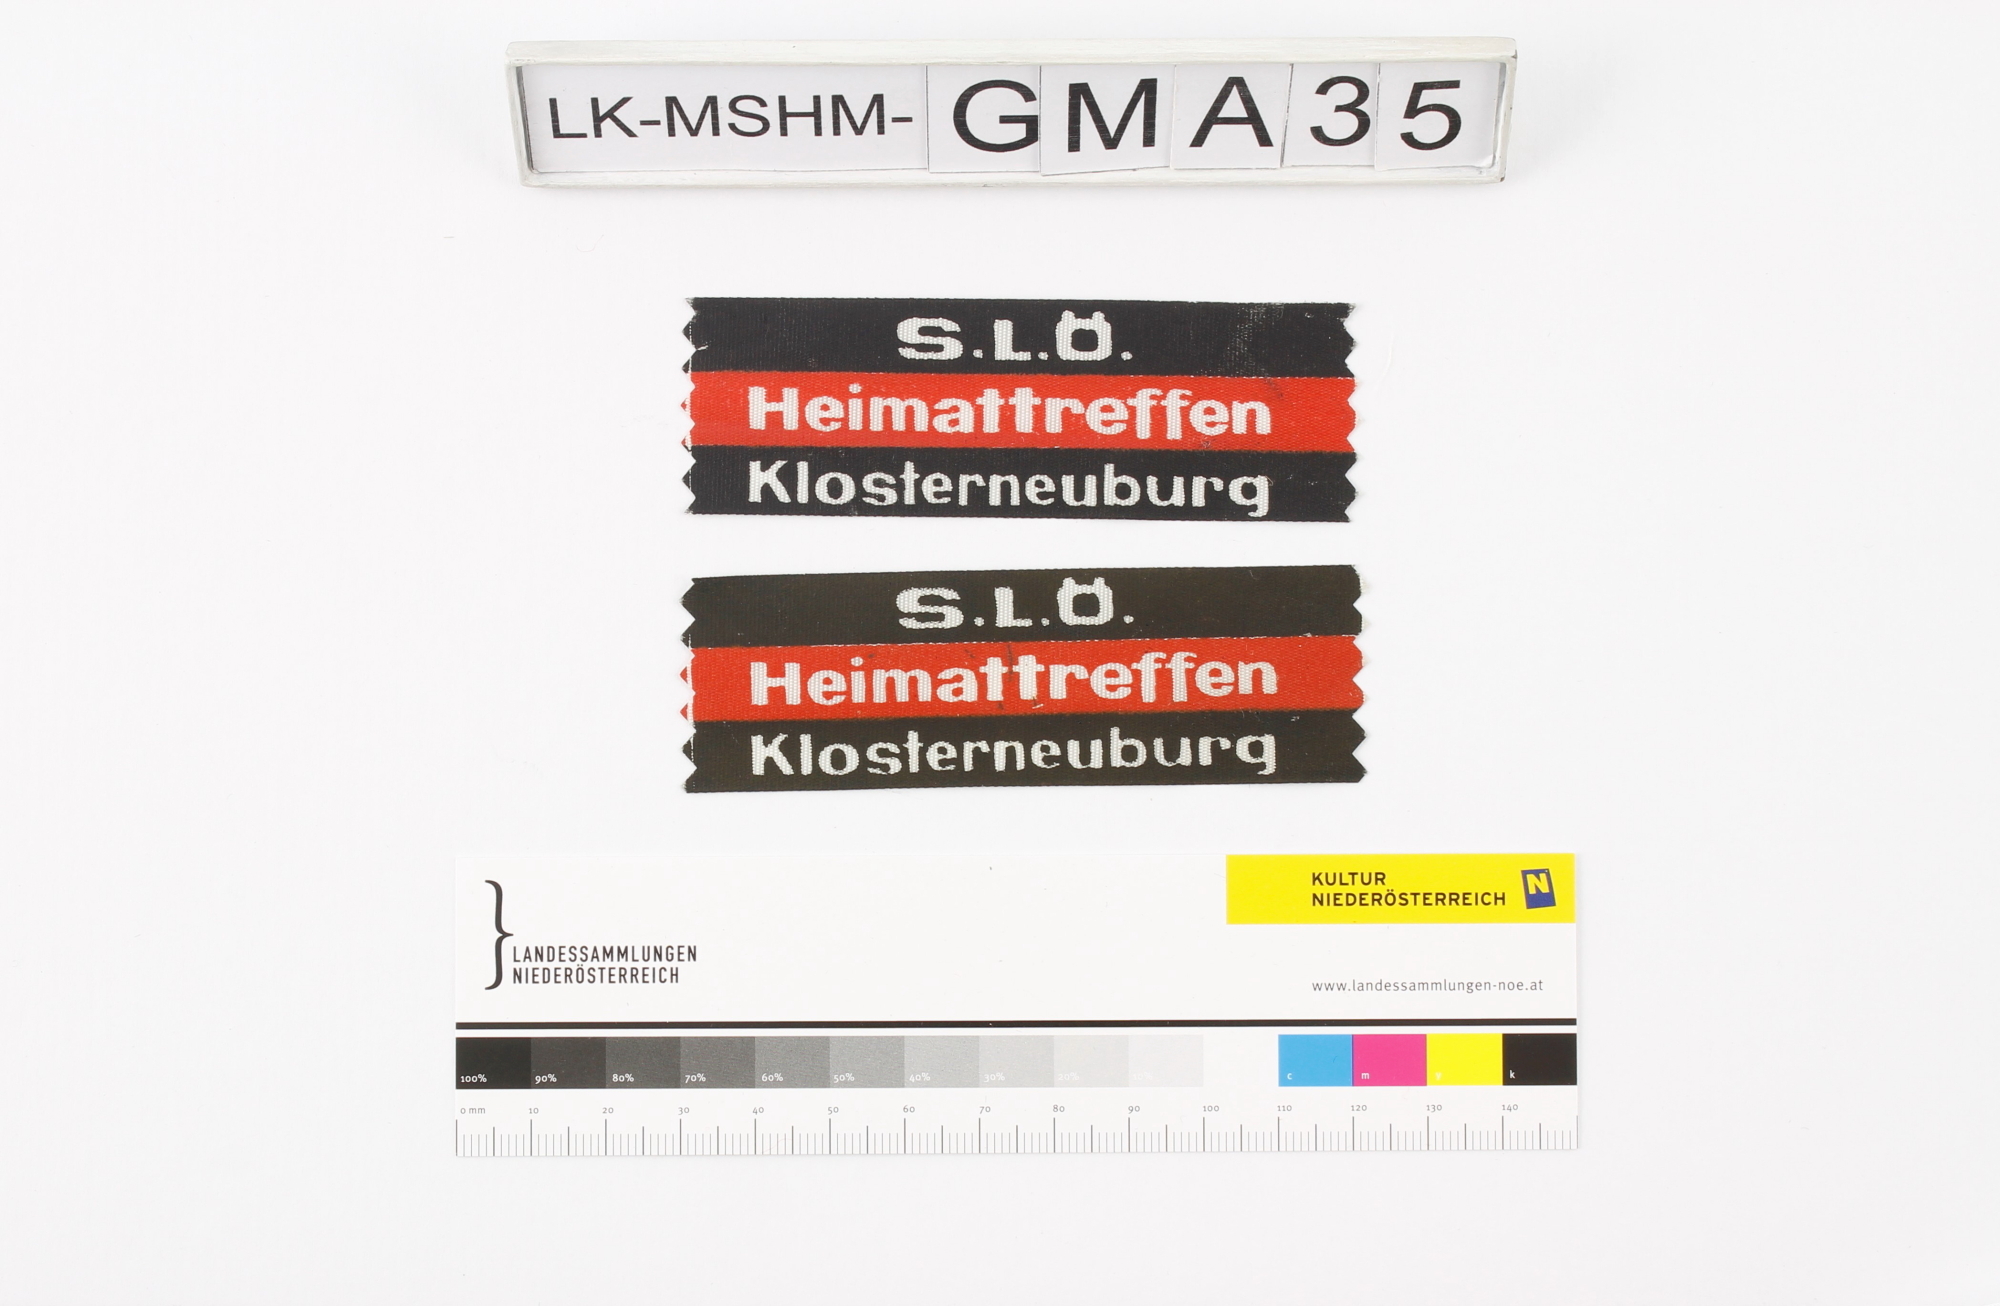 LK-MSHM-GMA35
S.L.Ö.
Heimattreffen
Klosterneuburg
S.L.Ö.
Heimattreffen
Klosterneuburg
KULTUR
NIEDERÖSTERREICH N
LANDESSAMMLUNGEN
NIEDERÖSTERREICH
www.landessammlungen-noe.at
100% 90% 80% 70% 60% 50% 40% 30% 20% 10% c m y k
0 mm 10 20 30 40 50 60 70 80 90 100 110 120 130 140